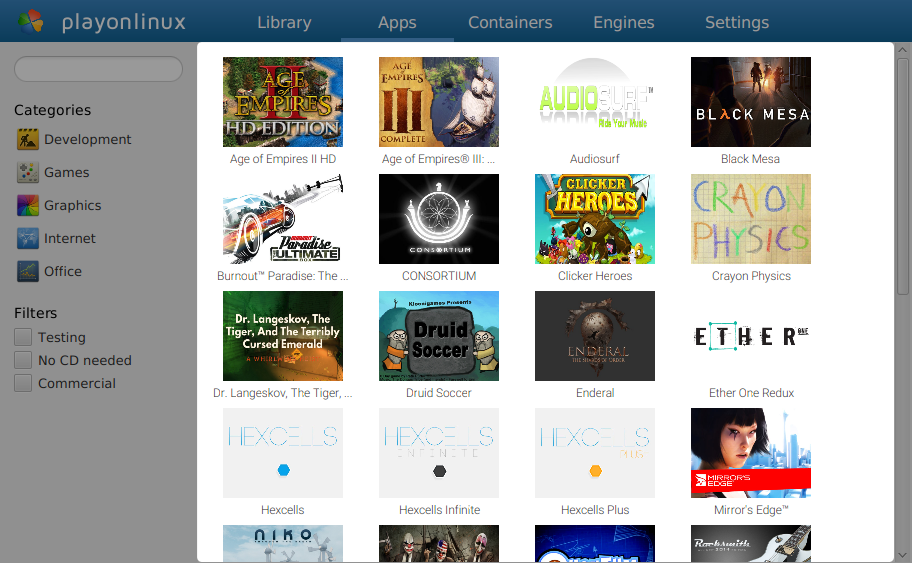 playonlinux
Library
Apps
Containers
Engines
Settings
Categories
Development
Games
Graphics
Internet
Office
Filters
Testing
No CD needed
Commercial
AGE of EMPIRES II HD EDITION
AGE OF EMPIRES III COMPLETE
AUDIOSURF™
Ride Your Music
BLACK MESA
Age of Empires II HD
Age of Empires® III: ...
Audiosurf
Black Mesa
BURNOUT Paradise THE ULTIMATE BOX
CONSORTIUM
CLICKER HEROES
CRAYON PHYSICS
Burnout™ Paradise: The ...
CONSORTIUM
Clicker Heroes
Crayon Physics
Dr. Langeskov, The
Tiger, And The Terribly
Cursed Emerald
Kloonigames Presents
Druid Soccer
ENDERAL
THE SHARDS OF ORDER
ETHER ONE
Dr. Langeskov, The Tiger, ...
Druid Soccer
Enderal
Ether One Redux
HEXCELLS
HEXCELLS
INFINITE
HEXCELLS
PLUS
MIRROR'S EDGE™
Hexcells
Hexcells Infinite
Hexcells Plus
Mirror's Edge™
NIKO
Rocksmith
2014